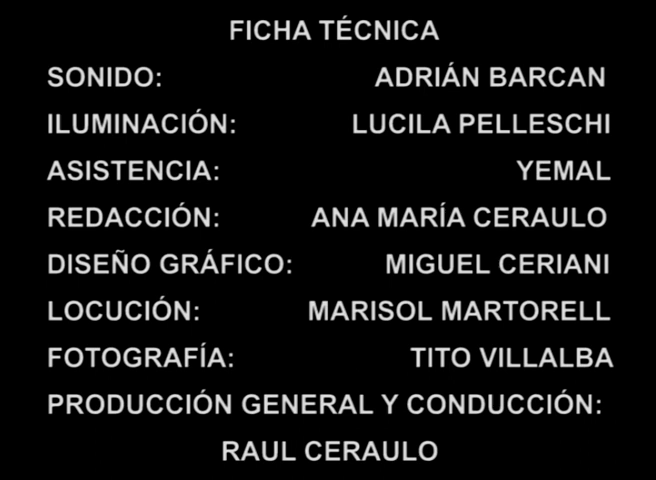 FICHA TÉCNICA
SONIDO: ADRIÁN BARCAN
ILUMINACIÓN: LUCILA PELLESCHI
ASISTENCIA: YEMAL
REDACCIÓN: ANA MARÍA CERAULO
DISEÑO GRÁFICO: MIGUEL CERIANI
LOCUCIÓN: MARISOL MARTORELL
FOTOGRAFÍA: TITO VILLALBA
PRODUCCIÓN GENERAL Y CONDUCCIÓN:
RAUL CERAULO